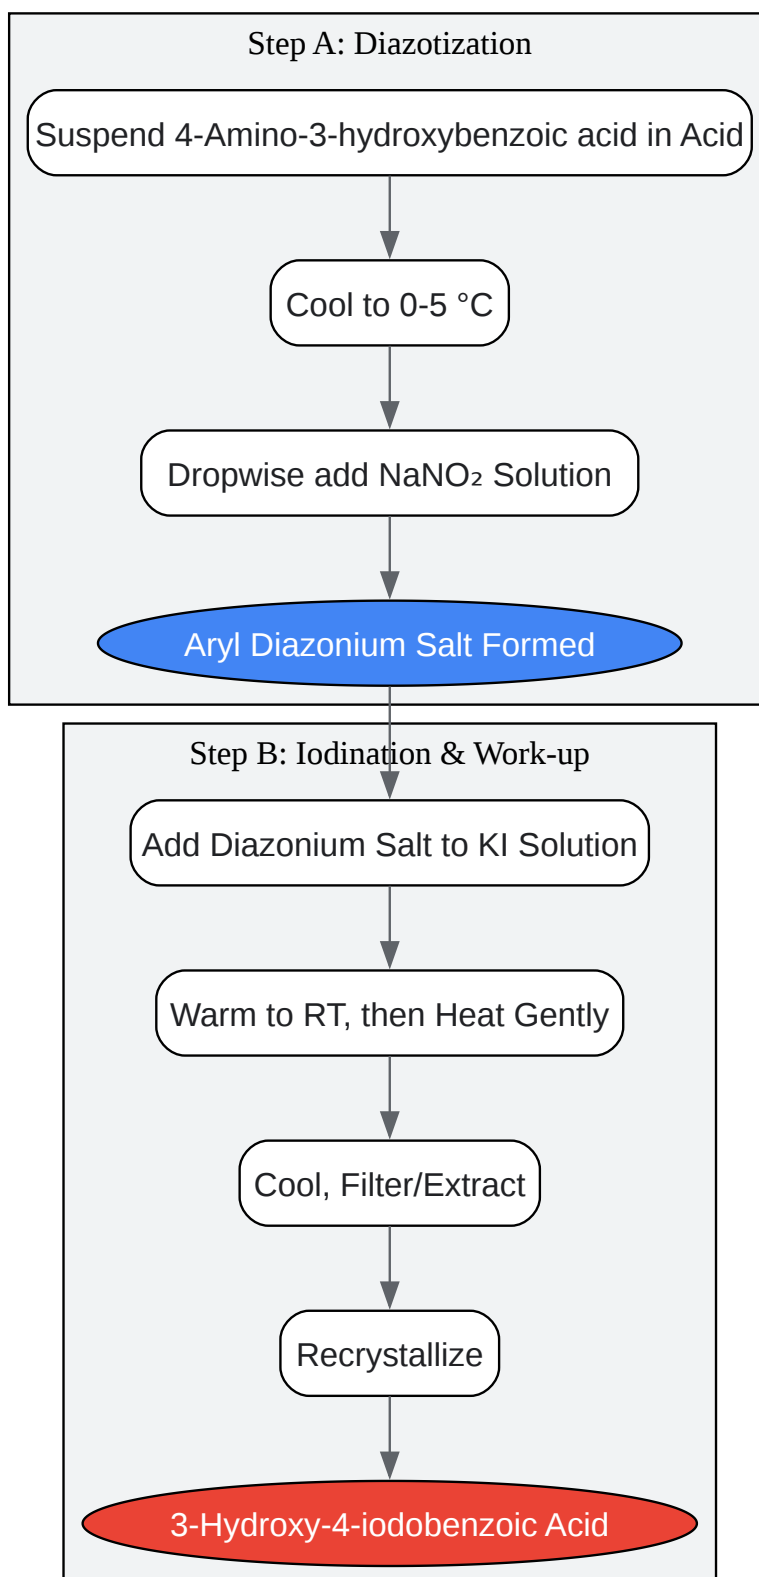 Step A: Diazotization
Suspend 4-Amino-3-hydroxybenzoic acid in Acid
Cool to 0-5 °C
Dropwise add NaNO₂ Solution
Aryl Diazonium Salt Formed
Step B: Iodination & Work-up
Add Diazonium Salt to KI Solution
Warm to RT, then Heat Gently
Cool, Filter/Extract
Recrystallize
3-Hydroxy-4-iodobenzoic Acid